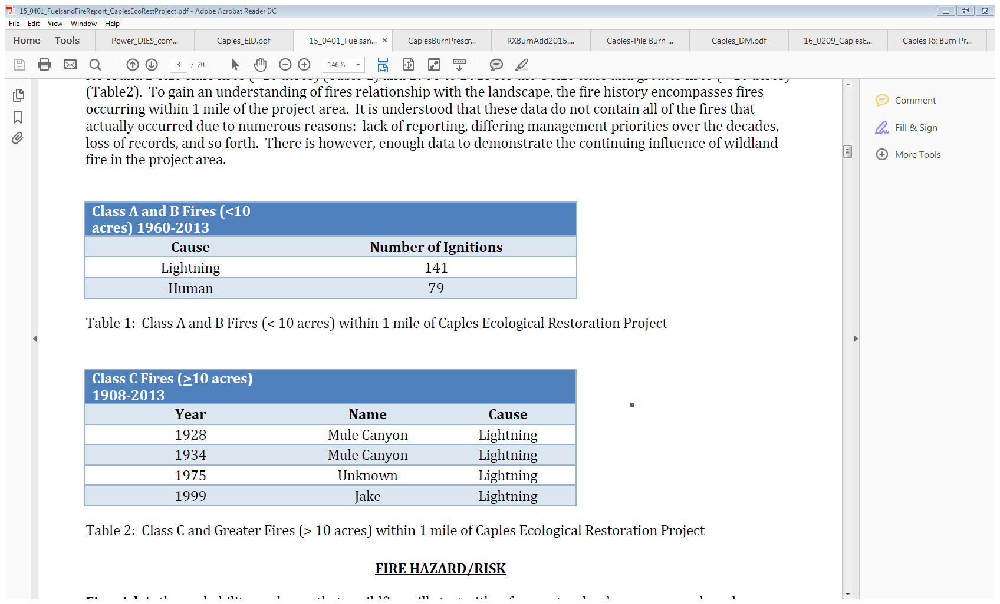 15_0401_FuelsandFireReport_CaplesEcoRestProject.pdf - Adobe Acrobat Reader DC
File Edit View Window Help
Home Tools Power_DIES_com... Caples_EID.pdf 15_0401_Fuelsan... × CaplesBurnPrescr... RXBurnAdd2015.... Caples-Pile Burn ... Caples_DM.pdf 16_0209_CaplesE... Caples Rx Burn Pr...
3 / 20 146%
(Table2). To gain an understanding of fires relationship with the landscape, the fire history encompasses fires
occurring within 1 mile of the project area. It is understood that these data do not contain all of the fires that
actually occurred due to numerous reasons: lack of reporting, differing management priorities over the decades,
loss of records, and so forth. There is however, enough data to demonstrate the continuing influence of wildland
fire in the project area.
Class A and B Fires (<10
acres) 1960-2013
Cause Number of Ignitions
Lightning 141
Human 79
Table 1: Class A and B Fires (< 10 acres) within 1 mile of Caples Ecological Restoration Project
Class C Fires (>10 acres)
1908-2013
Year Name Cause
1928 Mule Canyon Lightning
1934 Mule Canyon Lightning
1975 Unknown Lightning
1999 Jake Lightning
Table 2: Class C and Greater Fires (> 10 acres) within 1 mile of Caples Ecological Restoration Project
FIRE HAZARD/RISK
Comment
Fill & Sign
More Tools